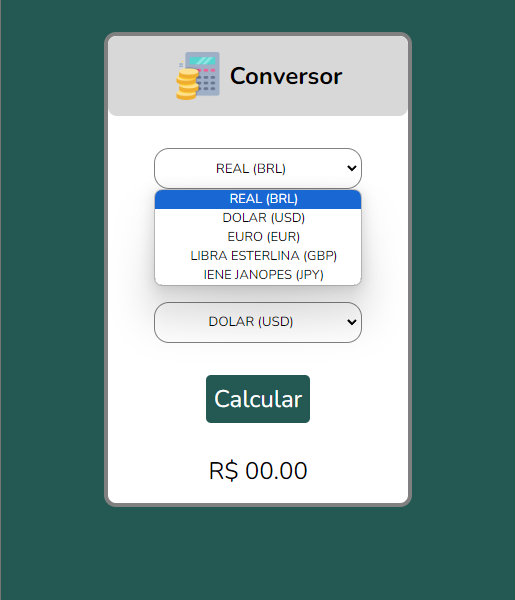 Conversor
REAL (BRL)
REAL (BRL)
DOLAR (USD)
EURO (EUR)
LIBRA ESTERLINA (GBP)
IENE JANOPES (JPY)
DOLAR (USD)
Calcular
R$ 00.00